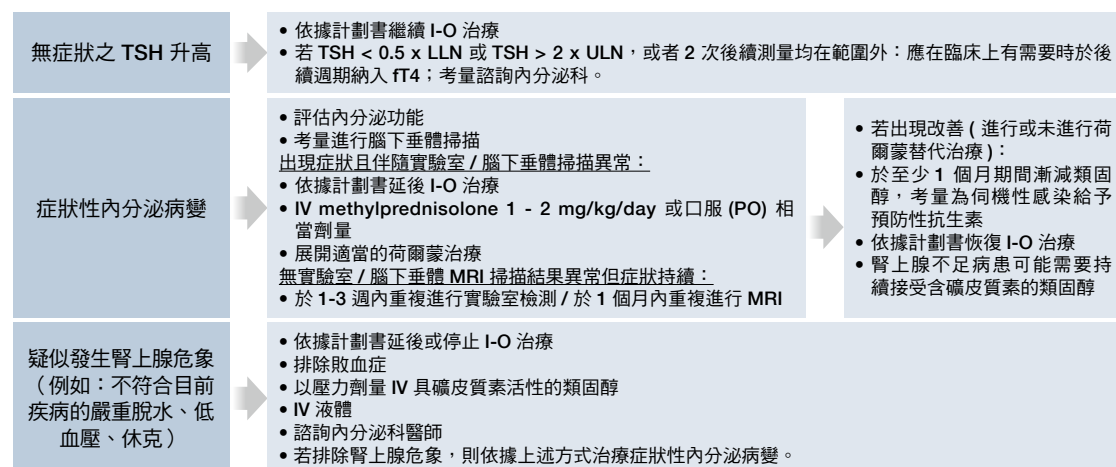 無症狀之 TSH 升高
• 依據計劃書繼續 I-O 治療
• 若 TSH < 0.5 x LLN 或 TSH > 2 x ULN，或者 2 次後續測量均在範圍外：應在臨床上有需要時於後
續週期納入 fT4；考量諮詢內分泌科。
症狀性內分泌病變
• 評估內分泌功能
• 考量進行腦下垂體掃描
出現症狀且伴隨實驗室 / 腦下垂體掃描異常：
• 依據計劃書延後 I-O 治療
• IV methylprednisolone 1 - 2 mg/kg/day 或口服 (PO) 相
當劑量
• 展開適當的荷爾蒙治療
無實驗室 / 腦下垂體 MRI 掃描結果異常但症狀持續：
• 於 1-3 週內重複進行實驗室檢測 / 於 1 個月內重複進行 MRI
• 若出現改善 ( 進行或未進行荷
爾蒙替代治療 )：
• 於至少 1 個月期間漸減類固
醇，考量為伺機性感染給予
預防性抗生素
• 依據計劃書恢復 I-O 治療
• 腎上腺不足病患可能需要持
續接受含礦皮質素的類固醇
疑似發生腎上腺危象
（例如：不符合目前
疾病的嚴重脫水、低
血壓、休克）
• 依據計劃書延後或停止 I-O 治療
• 排除敗血症
• 以壓力劑量 IV 具礦皮質素活性的類固醇
• IV 液體
• 諮詢內分泌科醫師
• 若排除腎上腺危象，則依據上述方式治療症狀性內分泌病變。